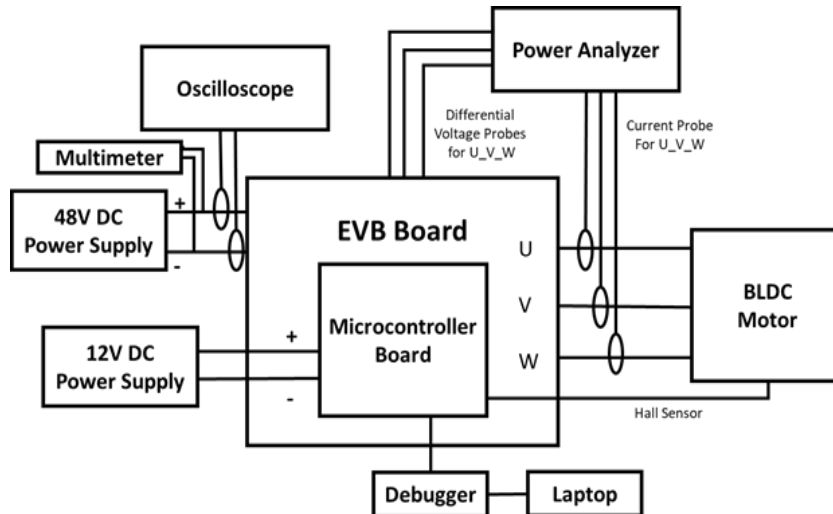 Power Analyzer
Oscilloscope
Differential
Voltage Probes
for U_V_W
Current Probe
For U_V_W
Multimeter
+
48V DC
Power Supply
-
EVB Board
U
V
W
BLDC
Motor
Microcontroller
Board
12V DC
Power Supply
+
-
Hall Sensor
Debugger
Laptop